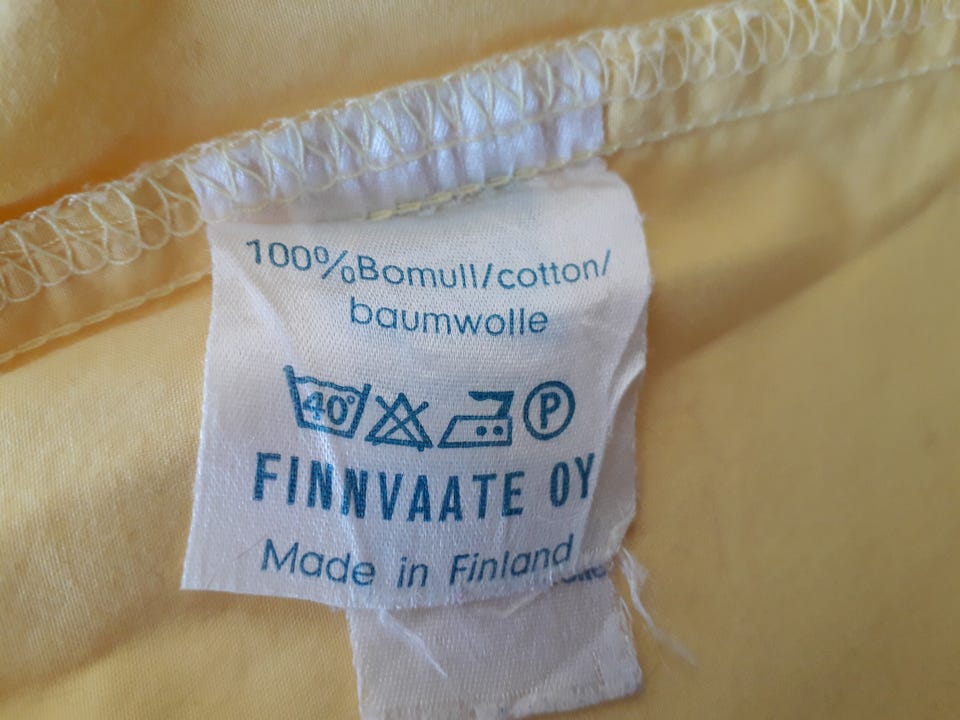 100%Bomull/cotton/
baumwolle
40°
P
FINNVAATE OY
Made in Finland